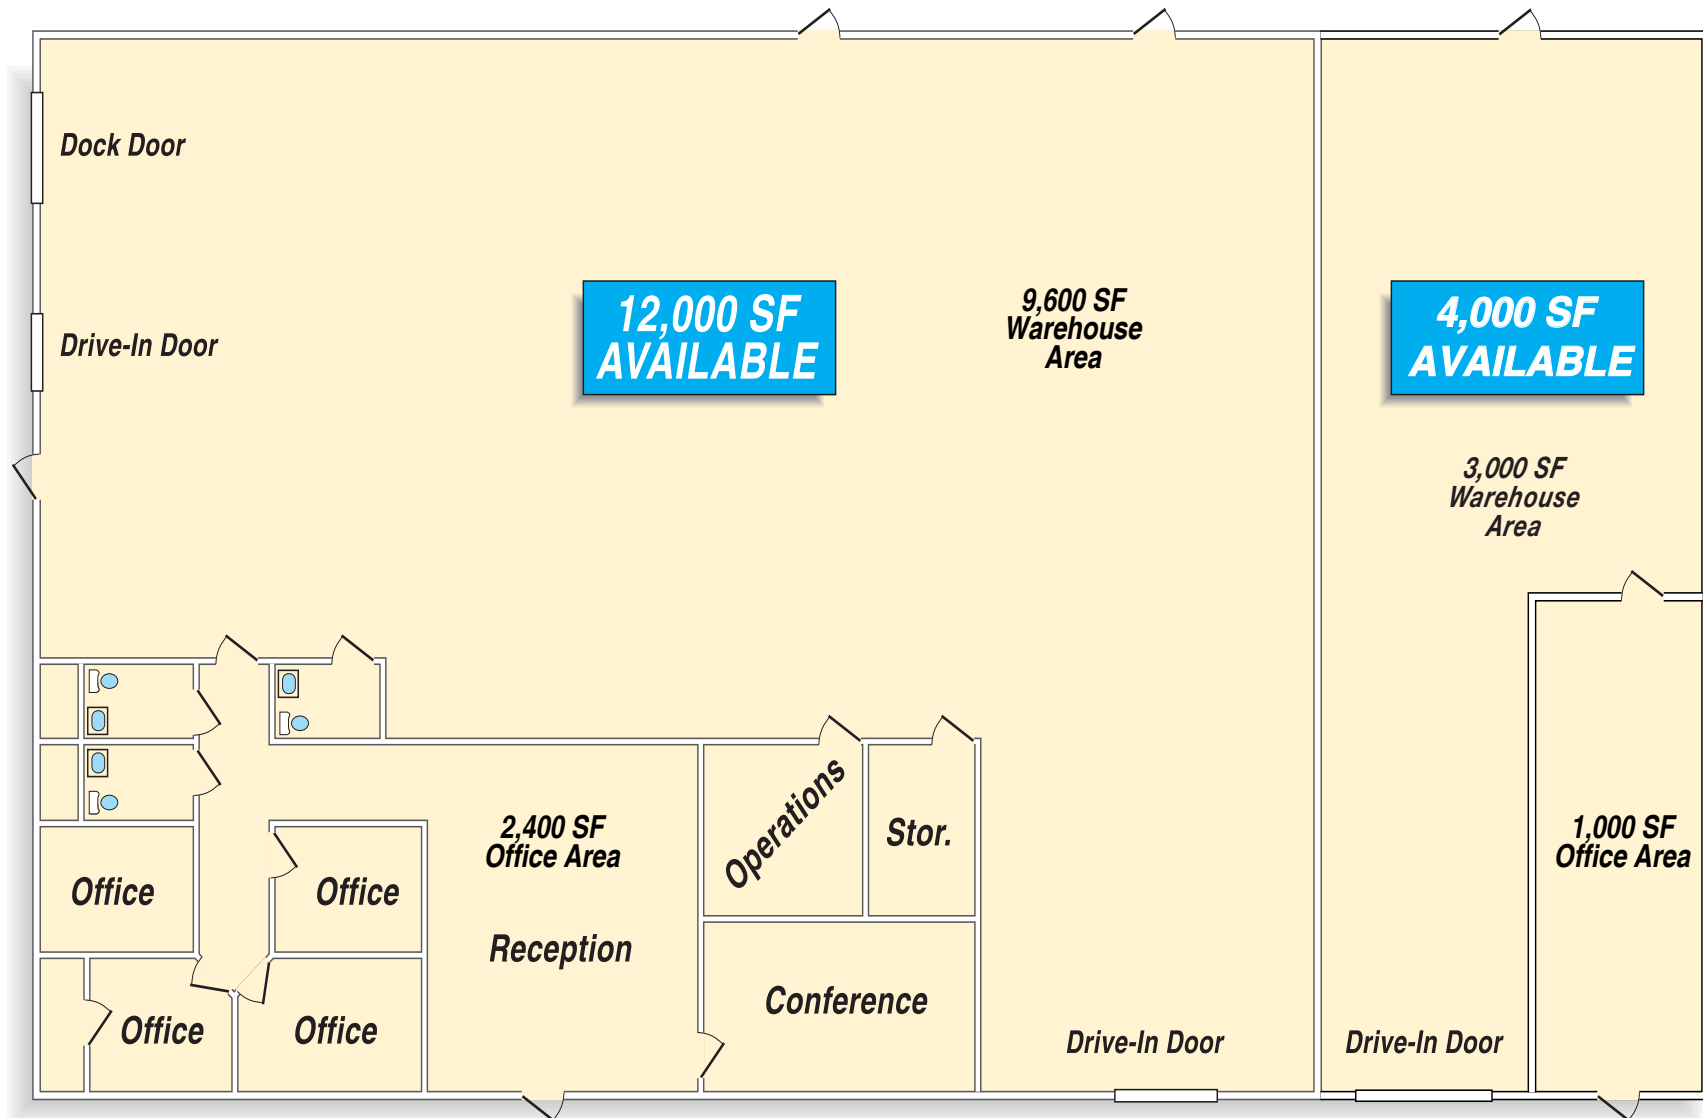 Dock Door
Drive-In Door
12,000 SF
AVAILABLE
9,600 SF
Warehouse
Area
4,000 SF
AVAILABLE
3,000 SF
Warehouse
Area
2,400 SF
Office Area
Operations
Stor.
1,000 SF
Office Area
Office
Office
Reception
Conference
Office
Office
Drive-In Door
Drive-In Door